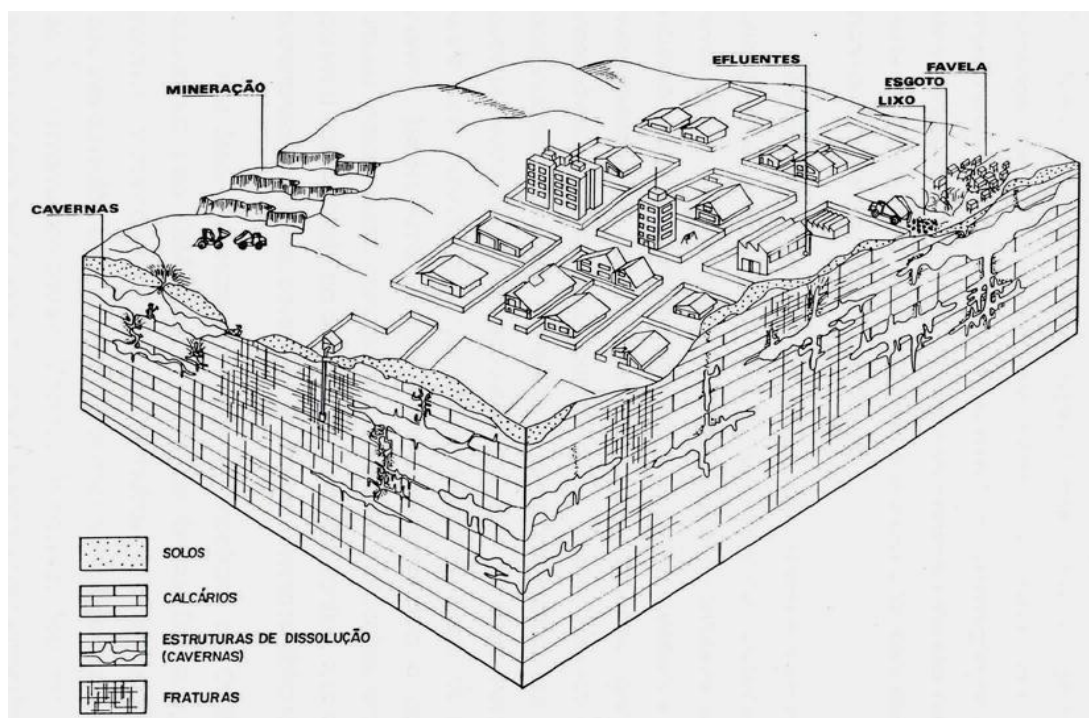 MINERAÇÃO
CAVERNAS
EFLUENTES
FAVELA
ESGOTO
LIXO
SOLOS
CALCÁRIOS
ESTRUTURAS DE DISSOLUÇÃO
(CAVERNAS)
FRATURAS